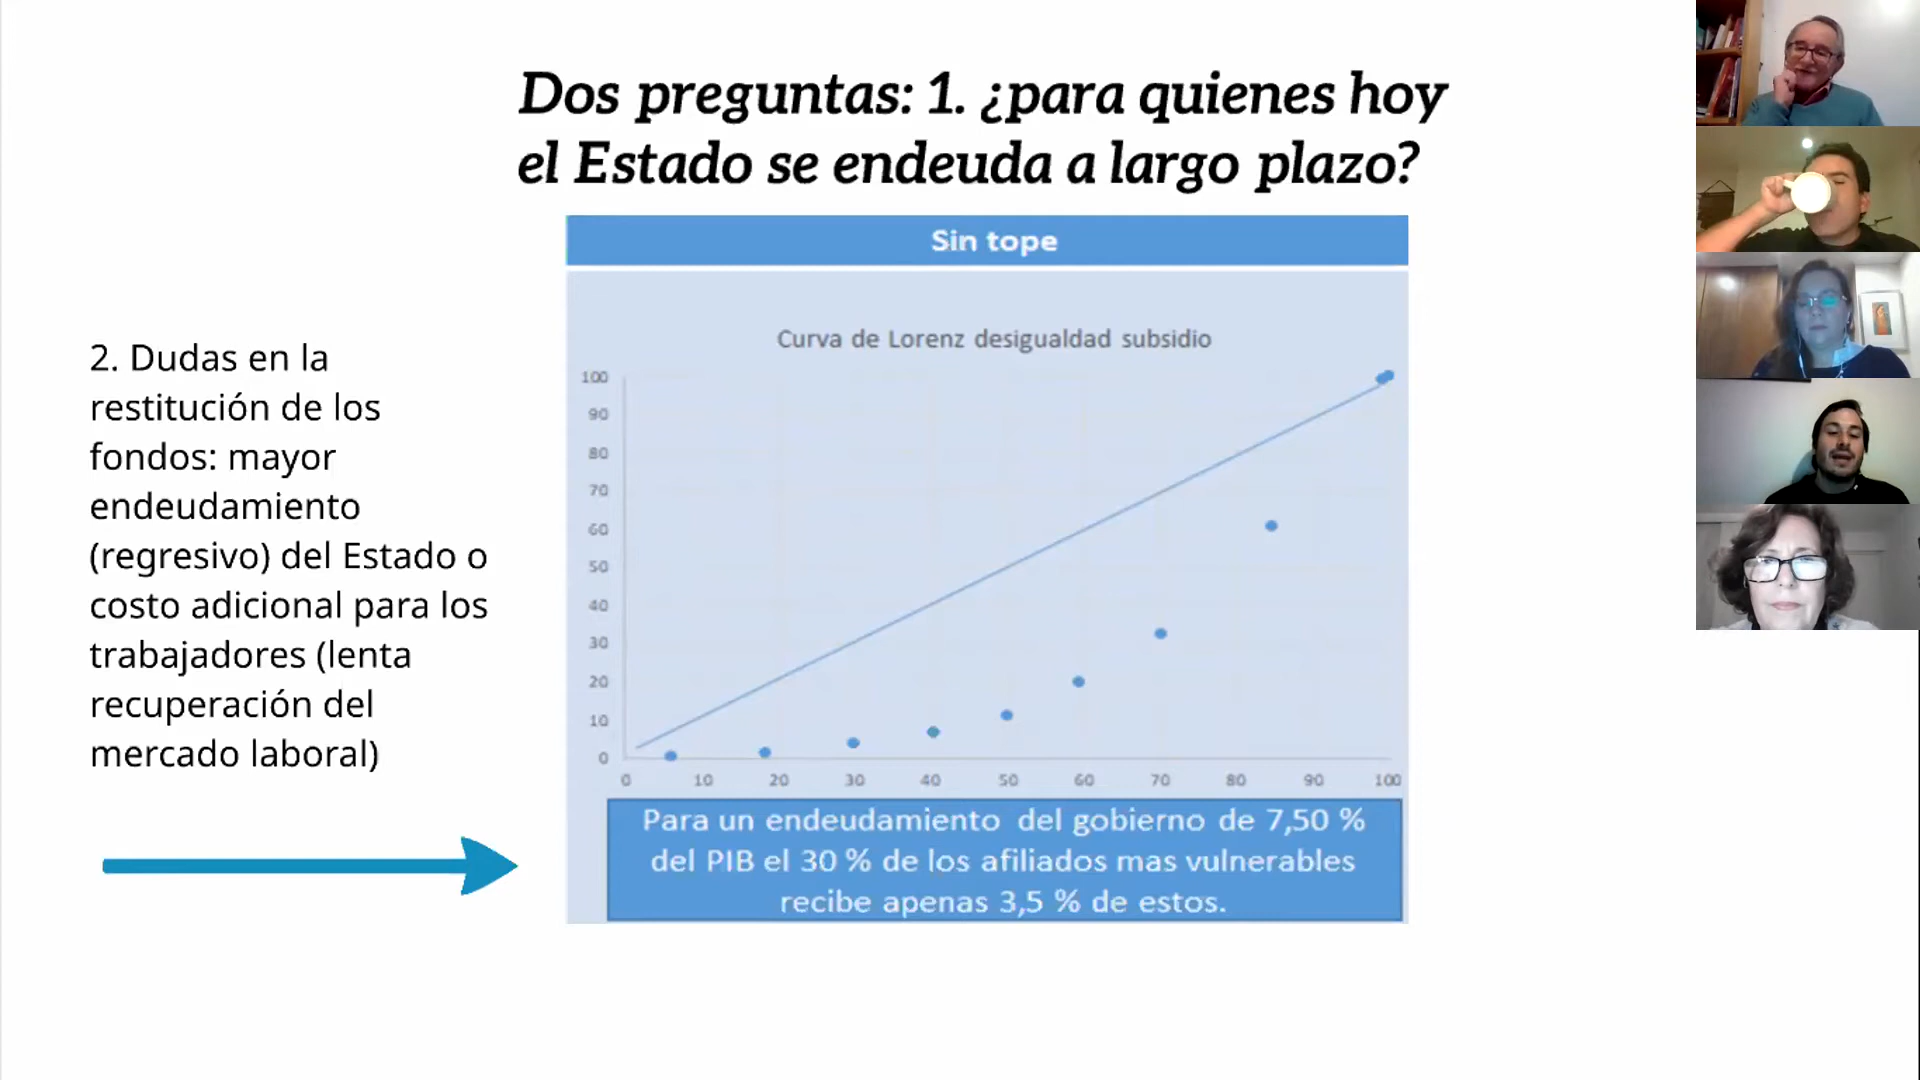 Dos preguntas: 1. ¿para quienes hoy
el Estado se endeuda a largo plazo?
2. Dudas en la
restitución de los
fondos: mayor
endeudamiento
(regresivo) del Estado o
costo adicional para los
trabajadores (lenta
recuperación del
mercado laboral)
Sin tope
Curva de Lorenz desigualdad subsidio
100
90
80
70
60
50
40
30
20
10
0
0 10 20 30 40 50 60 70 80 90 100
Para un endeudamiento del gobierno de 7,50 %
del PIB el 30 % de los afiliados mas vulnerables
recibe apenas 3,5 % de estos.